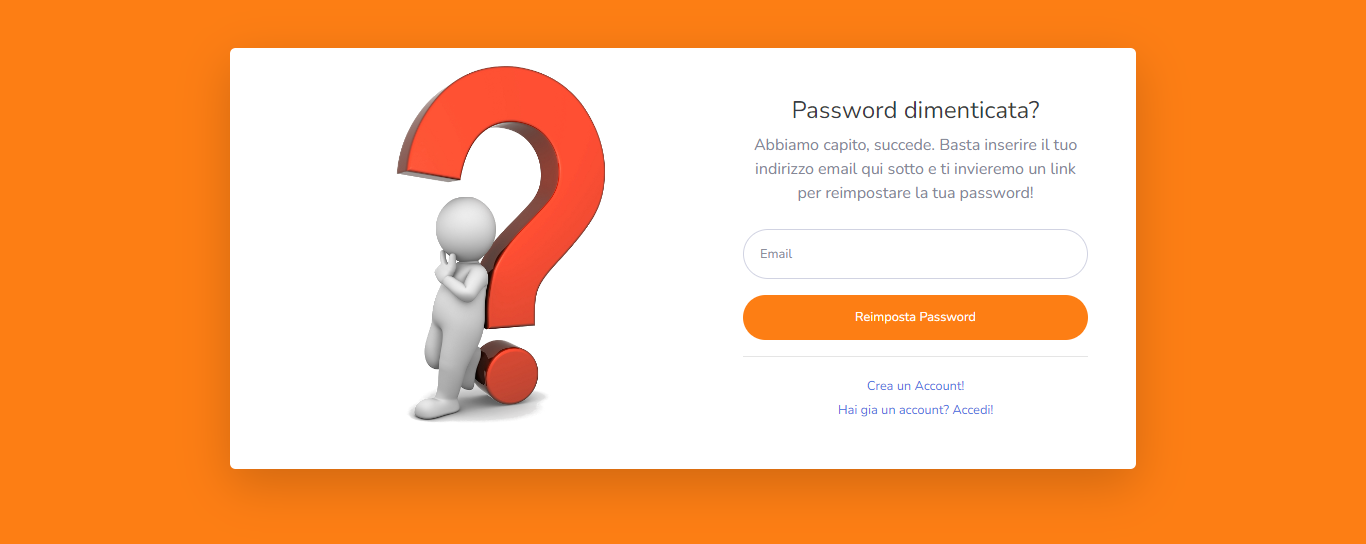 Password dimenticata?
Abbiamo capito, succede. Basta inserire il tuo
indirizzo email qui sotto e ti invieremo un link
per reimpostare la tua password!
Email
Reimposta Password
Crea un Account!
Hai gia un account? Accedi!